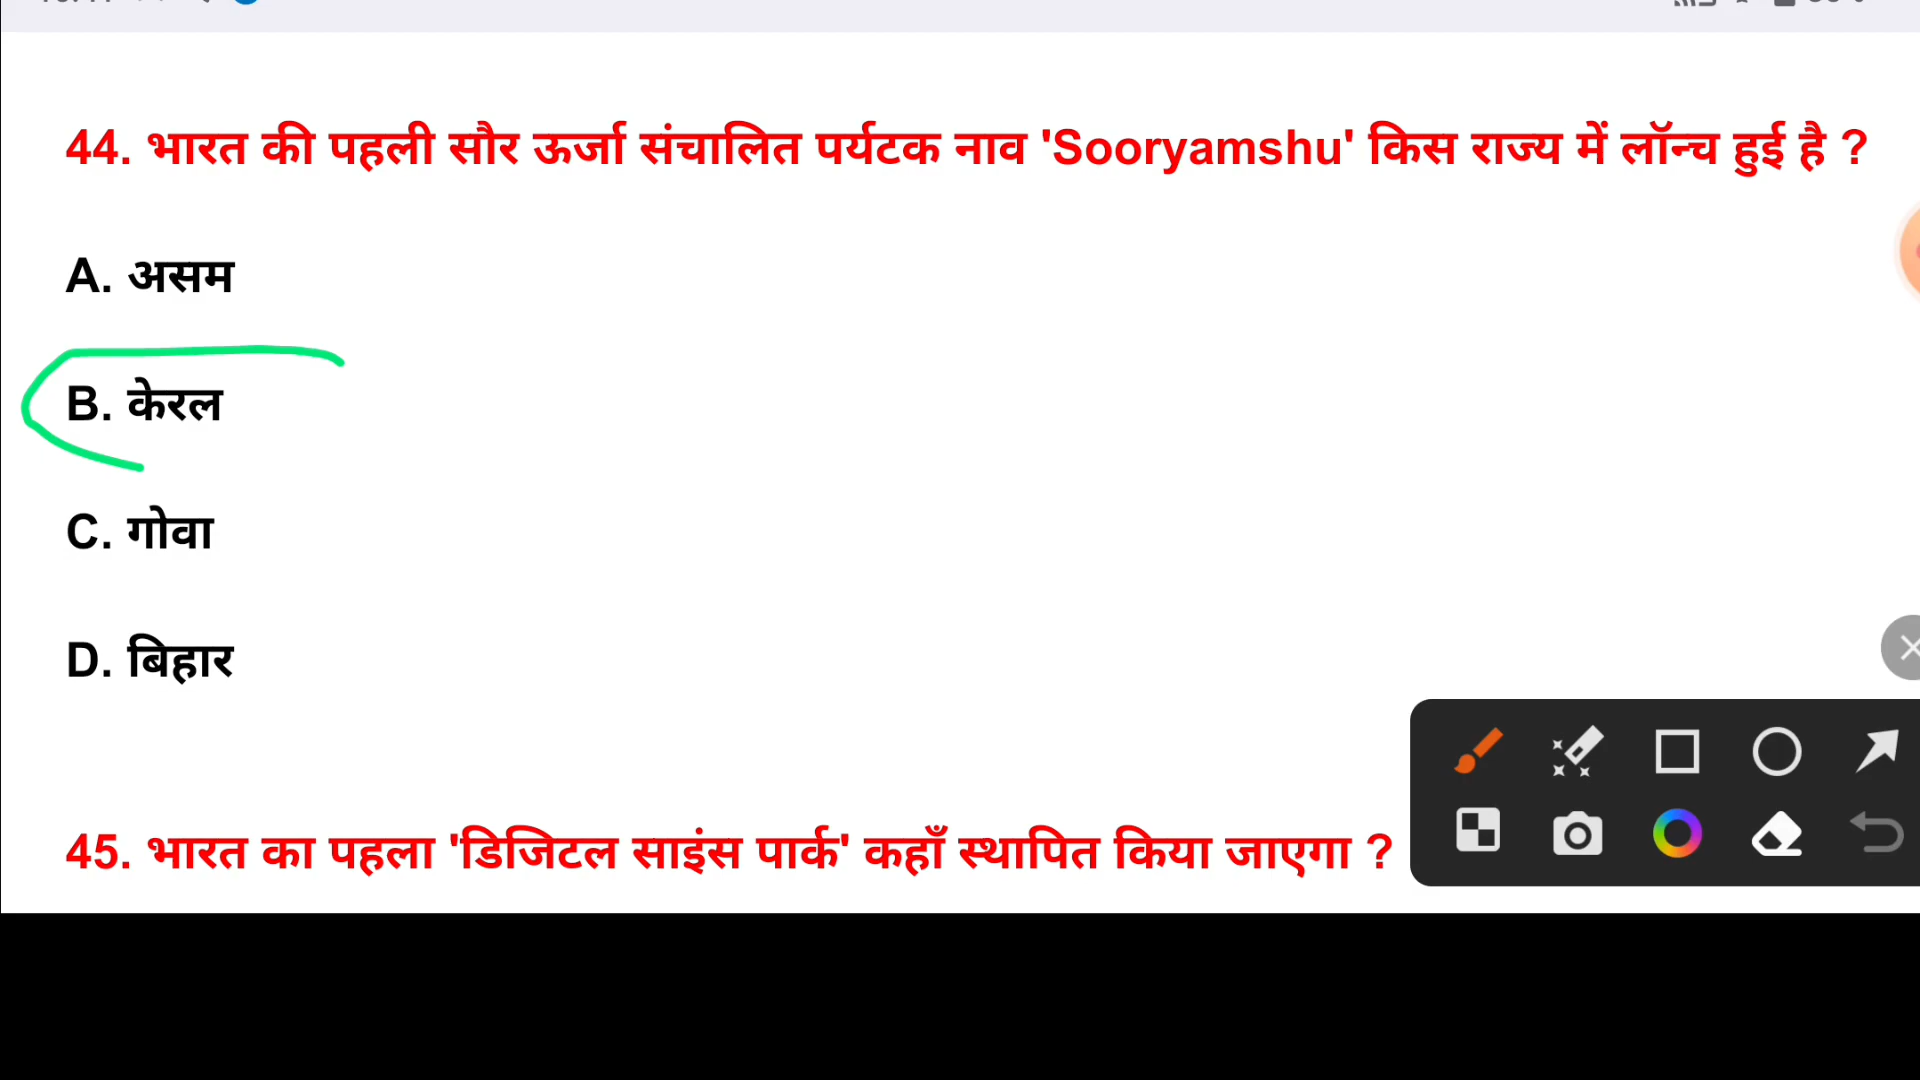 44. भारत की पहली सौर ऊर्जा संचालित पर्यटक नाव 'Sooryamshu' किस राज्य में लॉन्च हुई है ?
A. असम
B. केरल
C. गोवा
D. बिहार
45. भारत का पहला 'डिजिटल साइंस पार्क' कहाँ स्थापित किया जाएगा ?